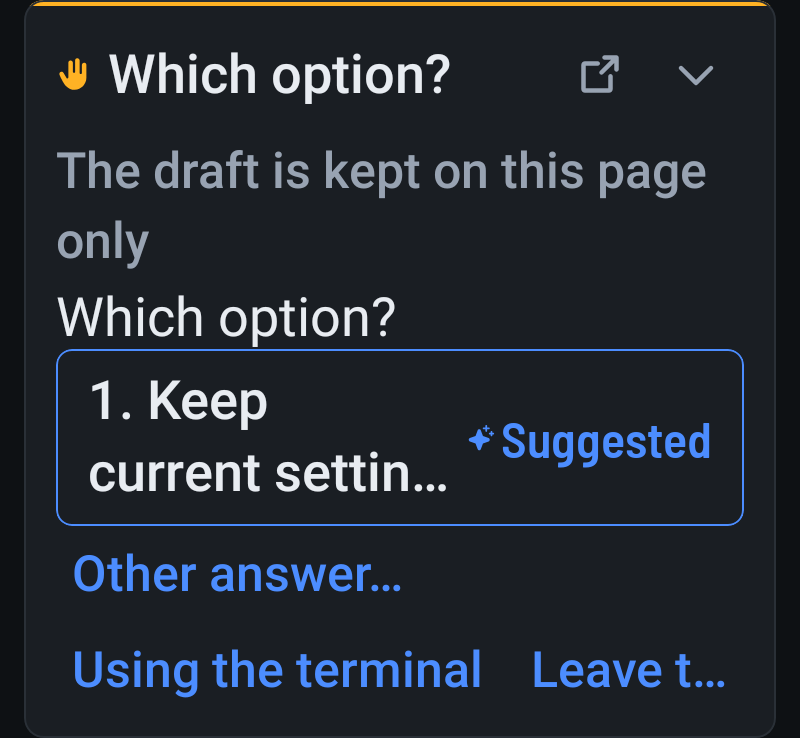 Which option?
The draft is kept on this page
only
Which option?
1. Keep
current settin...
Suggested
Other answer...
Using the terminal
Leave t...